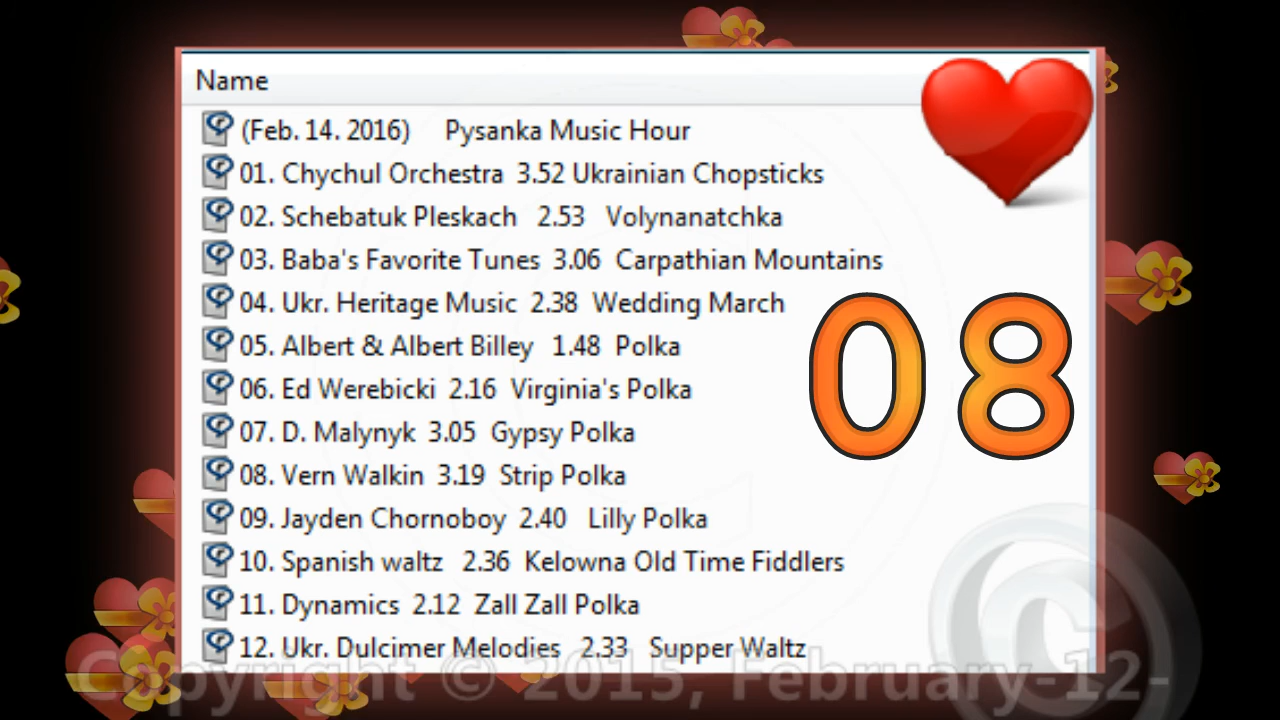 Name
(Feb. 14. 2016) Pysanka Music Hour
01. Chychul Orchestra 3.52 Ukrainian Chopsticks
02. Schebatuk Pleskach 2.53 Volynanatchka
03. Baba's Favorite Tunes 3.06 Carpathian Mountains
04. Ukr. Heritage Music 2.38 Wedding March
05. Albert & Albert Billey 1.48 Polka
06. Ed Werebicki 2.16 Virginia's Polka
07. D. Malynyk 3.05 Gypsy Polka
08. Vern Walkin 3.19 Strip Polka
09. Jayden Chornoboy 2.40 Lilly Polka
10. Spanish waltz 2.36 Kelowna Old Time Fiddlers
11. Dynamics 2.12 Zall Zall Polka
12. Ukr. Dulcimer Melodies 2.33 Supper Waltz
08
©
Copyright © 2015, February-12-